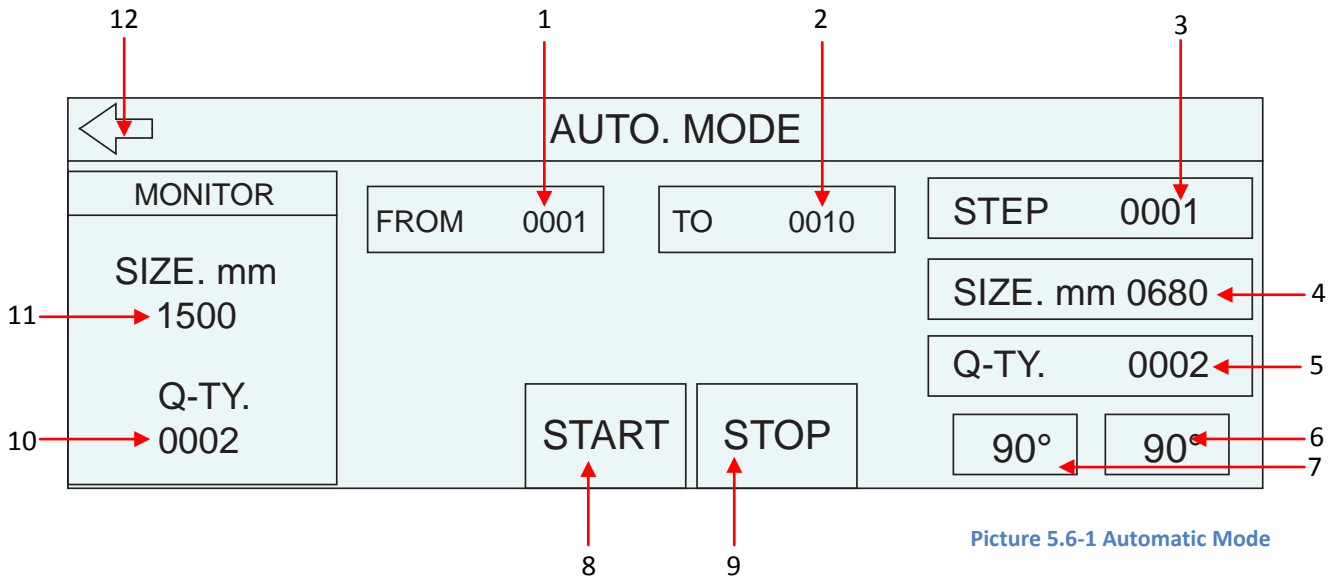 12
1
2
3
AUTO. MODE
MONITOR
FROM 0001
TO 0010
STEP 0001
SIZE. mm
1500
11
SIZE. mm 0680
4
Q-TY. 0002
5
Q-TY.
0002
10
START
STOP
90°
90°
6
7
8
9
Picture 5.6-1 Automatic Mode